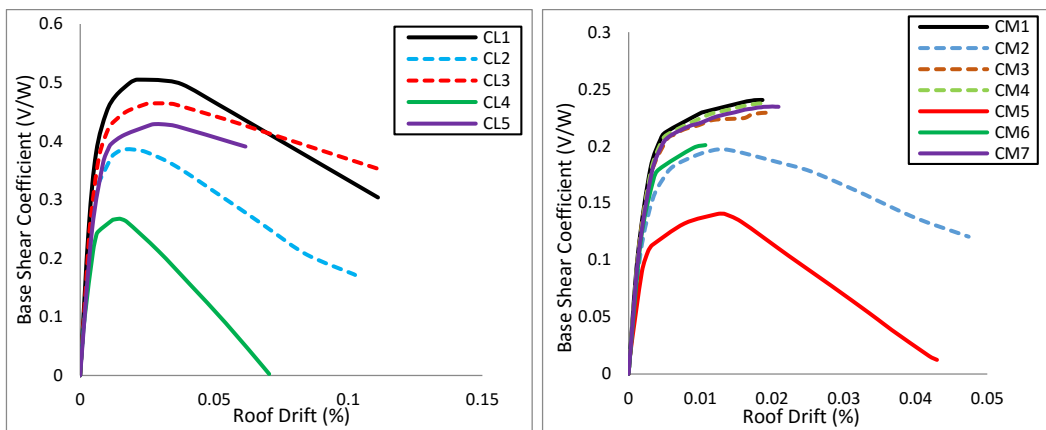 Base Shear Coefficient (V/W)
0.6
0.5
0.4
0.3
0.2
0.1
0
0
0.05
0.1
0.15
Roof Drift (%)
CL1
CL2
CL3
CL4
CL5
Base Shear Coefficient (V/W)
0.3
0.25
0.2
0.15
0.1
0.05
0
0
0.01
0.02
0.03
0.04
0.05
Roof Drift (%)
CM1
CM2
CM3
CM4
CM5
CM6
CM7